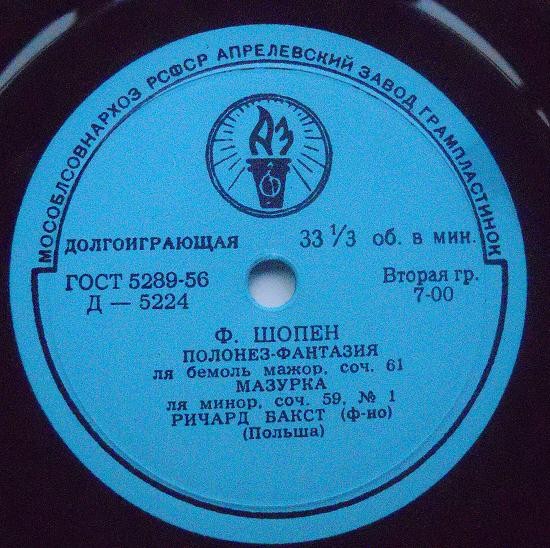 МОСОБЛСОВНАРХОЗ РСФСР АПРЕЛЕВСКИЙ ЗАВОД ГРАМПЛАСТИНОК
АЗ
ДОЛГОИГРАЮЩАЯ
33 1/3 об. в мин.
ГОСТ 5289-56
Д — 5224
Вторая гр.
7-00
Ф. ШОПЕН
ПОЛОНЕЗ-ФАНТАЗИЯ
ля бемоль мажор, соч. 61
МАЗУРКА
ля минор, соч. 59, № 1
РИЧАРД БАКСТ (ф-но)
(Польша)